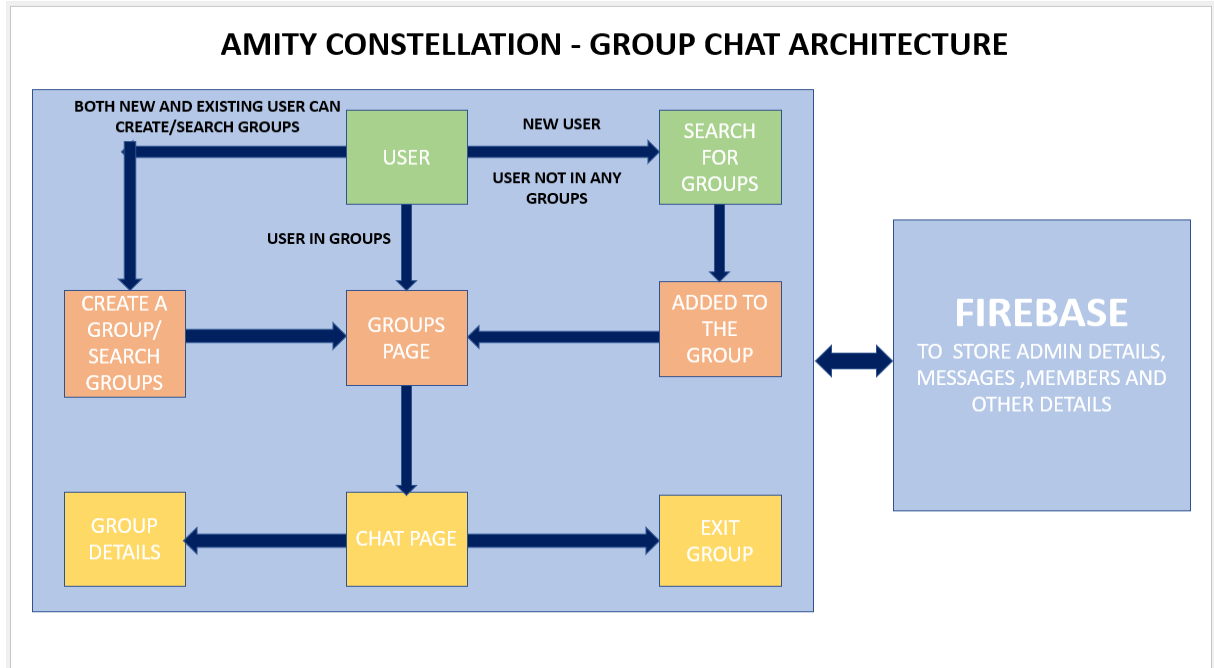 AMITY CONSTELLATION - GROUP CHAT ARCHITECTURE
BOTH NEW AND EXISTING USER CAN
CREATE/SEARCH GROUPS
USER
NEW USER
USER NOT IN ANY
GROUPS
SEARCH
FOR
GROUPS
USER IN GROUPS
CREATE A
GROUP/
SEARCH
GROUPS
GROUPS
PAGE
ADDED TO
THE
GROUP
FIREBASE
TO  STORE ADMIN DETAILS,
MESSAGES ,MEMBERS AND
OTHER DETAILS
GROUP
DETAILS
CHAT PAGE
EXIT
GROUP